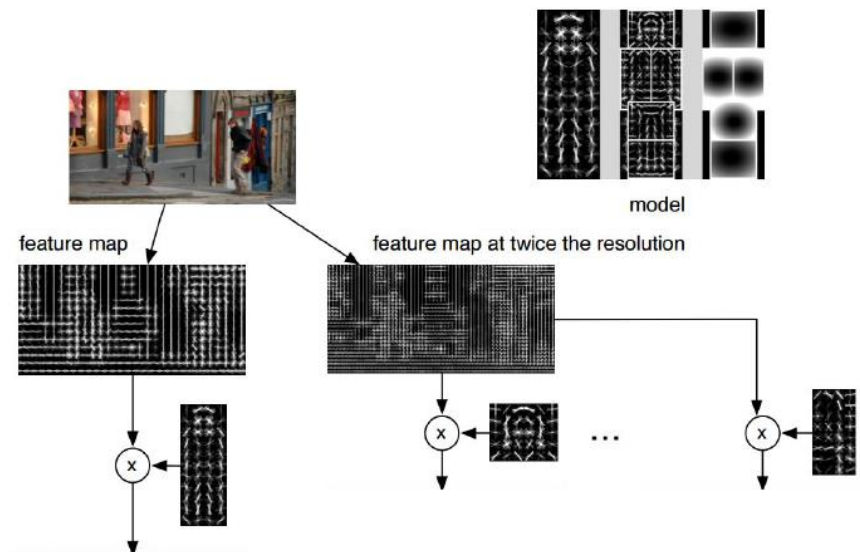 model
feature map
feature map at twice the resolution
x
x
...
x